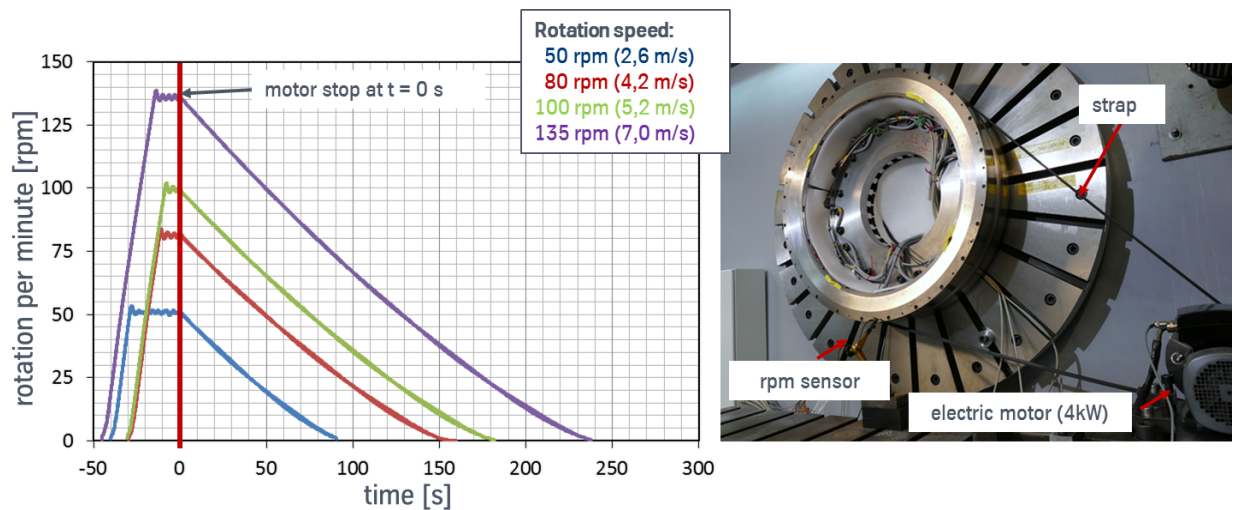 Rotation speed:
50 rpm (2,6 m/s)
80 rpm (4,2 m/s)
100 rpm (5,2 m/s)
135 rpm (7,0 m/s)
motor stop at t = 0 s
rotation per minute [rpm]
150
125
100
75
50
25
0
-50
0
50
100
150
200
250
300
time [s]
strap
rpm sensor
electric motor (4kW)